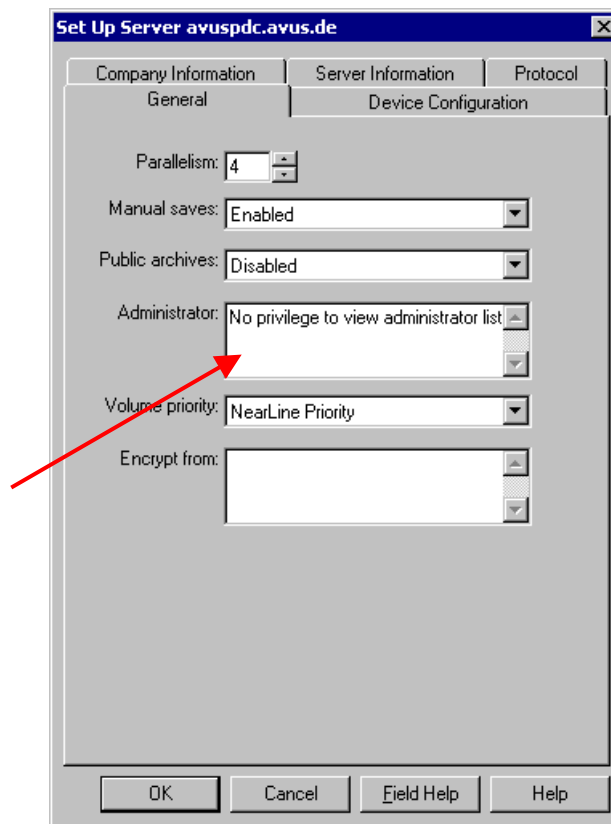 Set Up Server avuspdc.avus.de
Company Information Server Information Protocol
General Device Configuration
Parallelism: 4
Manual saves: Enabled
Public archives: Disabled
Administrator: No privilege to view administrator list
Volume priority: NearLine Priority
Encrypt from:
OK Cancel Field Help Help